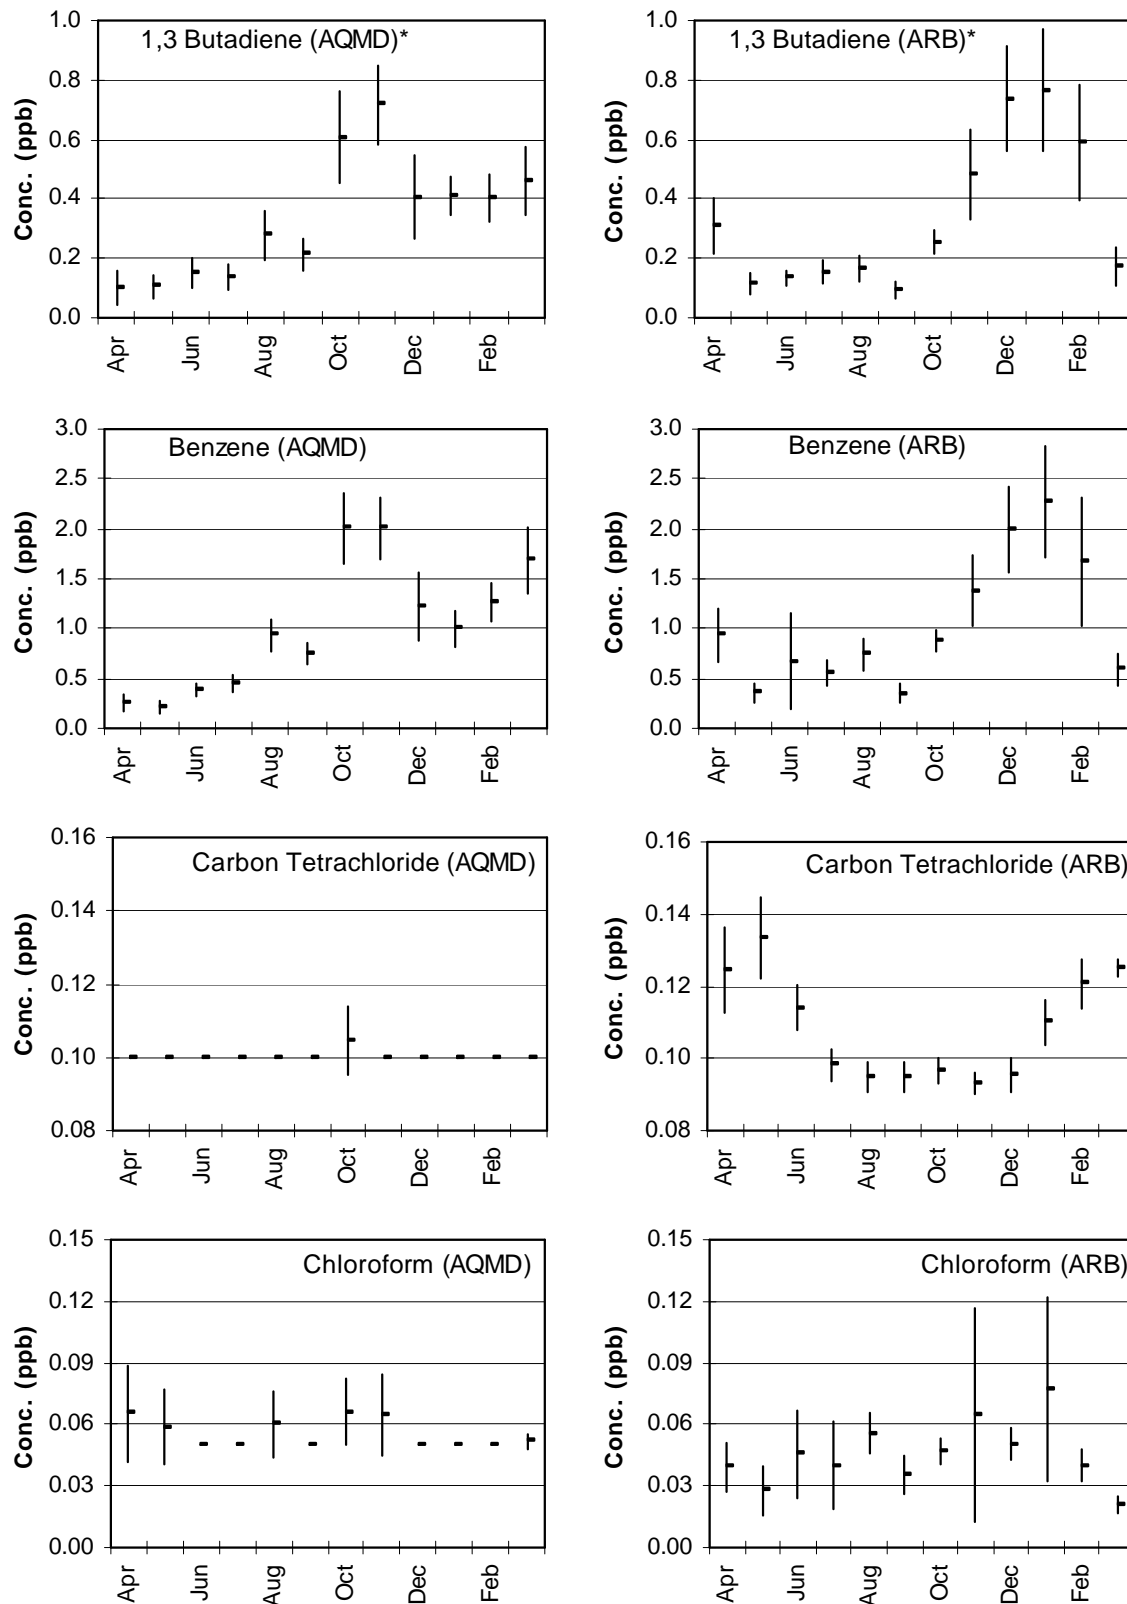 1,3 Butadiene (AQMD)*
Conc. (ppb)
1.0
0.8
0.6
0.4
0.2
0.0
Apr
Jun
Aug
Oct
Dec
Feb
1,3 Butadiene (ARB)*
Conc. (ppb)
1.0
0.8
0.6
0.4
0.2
0.0
Apr
Jun
Aug
Oct
Dec
Feb
Benzene (AQMD)
Conc. (ppb)
3.0
2.5
2.0
1.5
1.0
0.5
0.0
Apr
Jun
Aug
Oct
Dec
Feb
Benzene (ARB)
Conc. (ppb)
3.0
2.5
2.0
1.5
1.0
0.5
0.0
Apr
Jun
Aug
Oct
Dec
Feb
Carbon Tetrachloride (AQMD)
Conc. (ppb)
0.16
0.14
0.12
0.10
0.08
Apr
Jun
Aug
Oct
Dec
Feb
Carbon Tetrachloride (ARB)
Conc. (ppb)
0.16
0.14
0.12
0.10
0.08
Apr
Jun
Aug
Oct
Dec
Feb
Chloroform (AQMD)
Conc. (ppb)
0.15
0.12
0.09
0.06
0.03
0.00
Apr
Jun
Aug
Oct
Dec
Feb
Chloroform (ARB)
Conc. (ppb)
0.15
0.12
0.09
0.06
0.03
0.00
Apr
Jun
Aug
Oct
Dec
Feb